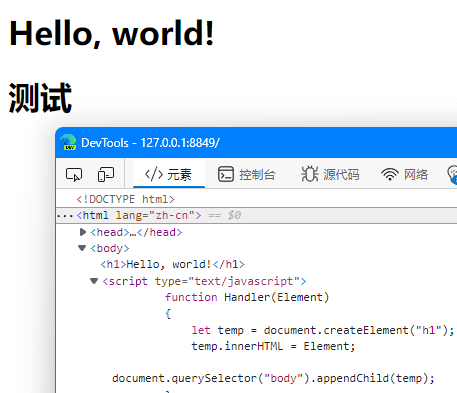 Hello, world!
测试
DevTools - 127.0.0.1:8849/
元素 控制台 源代码 网络
<!DOCTYPE html>
···<html lang="zh-cn"> == $0
▶<head>…</head>
▼<body>
<h1>Hello, world!</h1>
▼<script type="text/javascript">
function Handler(Element)
{
let temp = document.createElement("h1");
temp.innerHTML = Element;
document.querySelector("body").appendChild(temp);